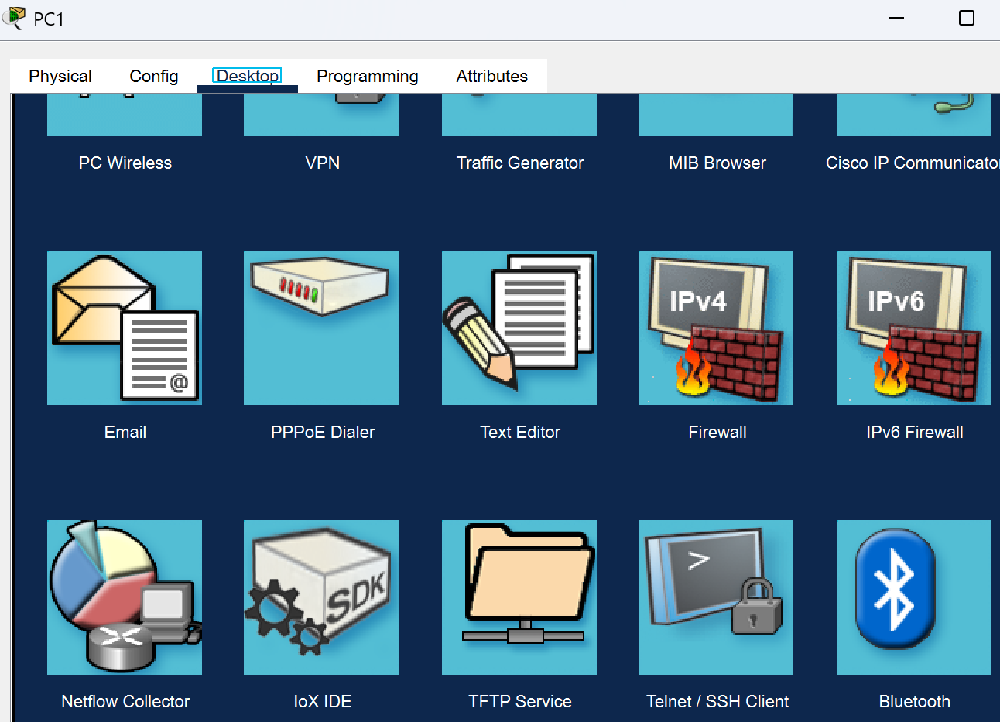 PC1
Physical Config Desktop Programming Attributes
PC Wireless VPN Traffic Generator MIB Browser Cisco IP Communicator
IPv4 IPv6
@
Email PPPoE Dialer Text Editor Firewall IPv6 Firewall
SDK >
Netflow Collector IoX IDE TFTP Service Telnet / SSH Client Bluetooth